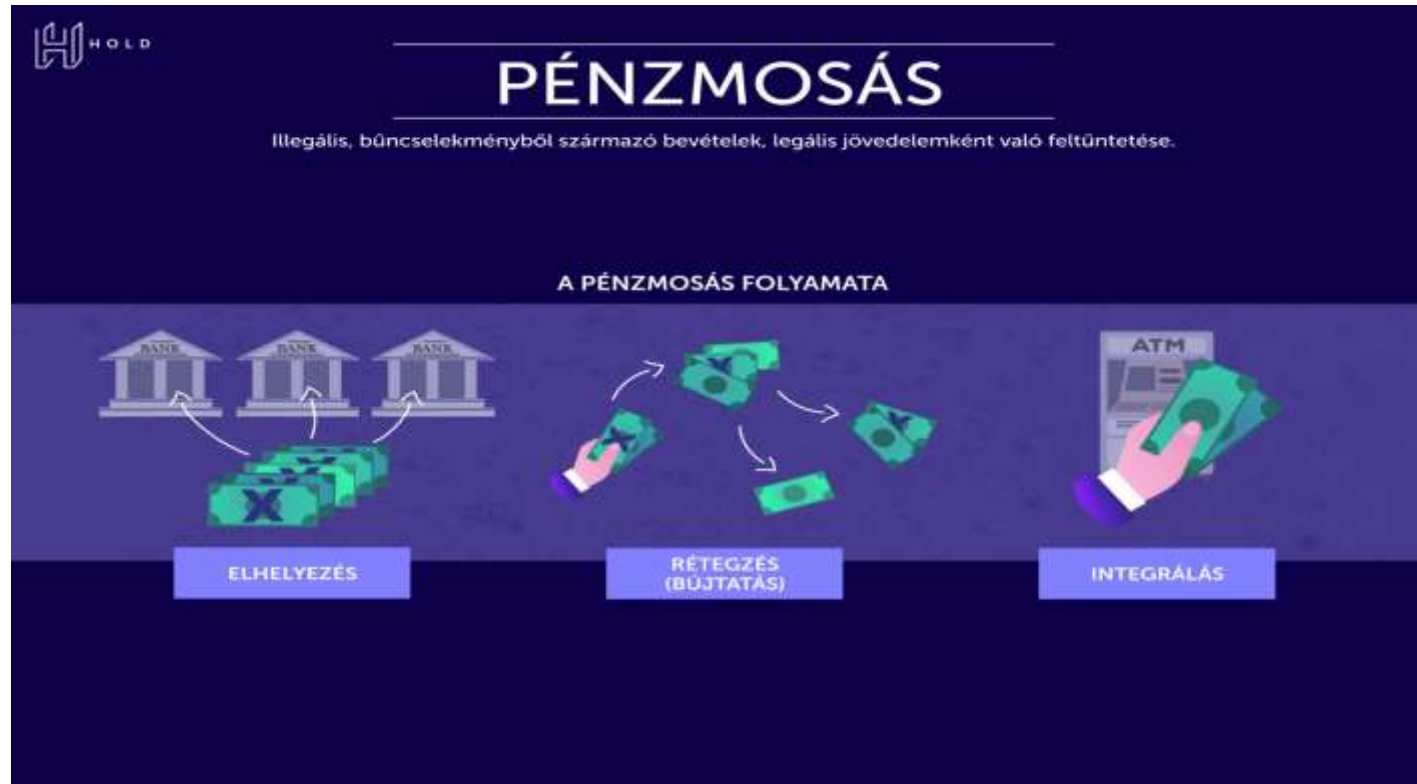 HOLD
PÉNZMOSÁS
Illegális, bűncselekményből származó bevételek, legális jövedelemként való feltűntetése.
A PÉNZMOSÁS FOLYAMATA
BANK
BANK
BANK
ATM
ELHELYEZÉS
RÉTEGZÉS
(BÚJTATÁS)
INTEGRÁLÁS